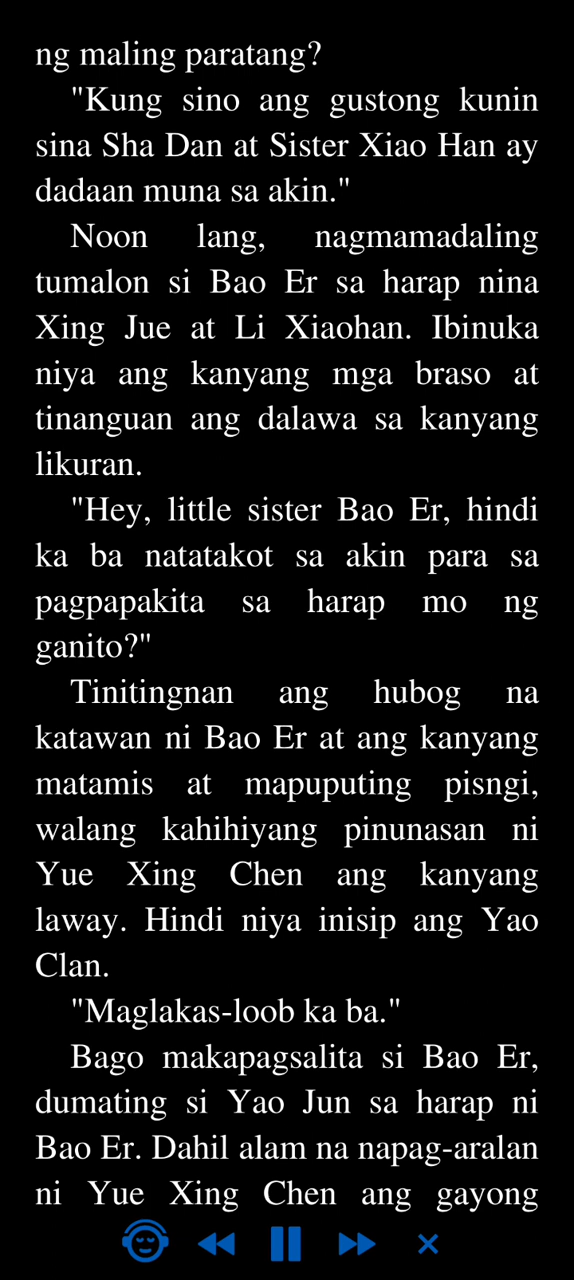 ng maling paratang?
"Kung sino ang gustong kunin
sina Sha Dan at Sister Xiao Han ay
dadaan muna sa akin."
Noon lang, nagmamadaling
tumalon si Bao Er sa harap nina
Xing Jue at Li Xiaohan. Ibinuka
niya ang kanyang mga braso at
tinanguan ang dalawa sa kanyang
likuran.
"Hey, little sister Bao Er, hindi
ka ba natatakot sa akin para sa
pagpapakita sa harap mo ng
ganito?"
Tinitingnan ang hubog na
katawan ni Bao Er at ang kanyang
matamis at mapuputing pisngi,
walang kahihiyang pinunasan ni
Yue Xing Chen ang kanyang
laway. Hindi niya inisip ang Yao
Clan.
"Maglakas-loob ka ba."
Bago makapagsalita si Bao Er,
dumating si Yao Jun sa harap ni
Bao Er. Dahil alam na napag-aralan
ni Yue Xing Chen ang gayong